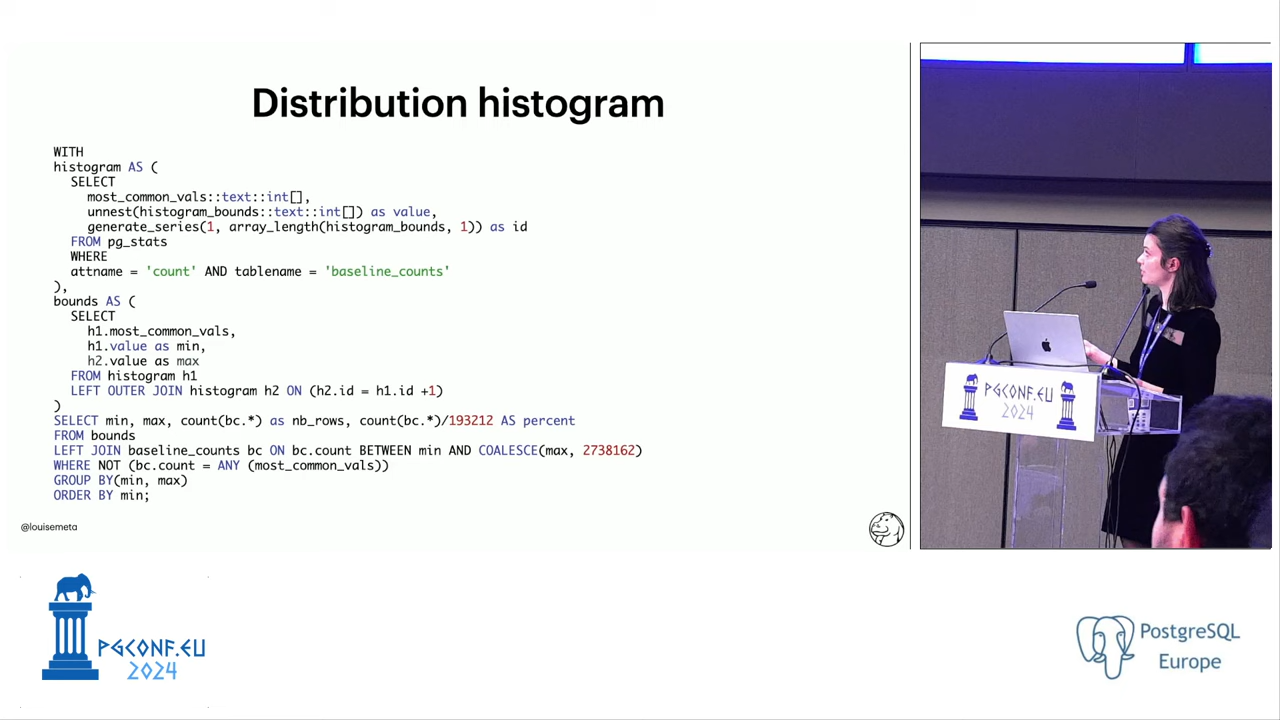 Distribution histogram
WITH
histogram AS (
SELECT
most_common_vals::text::int[],
unnest(histogram_bounds::text::int[]) as value,
generate_series(1, array_length(histogram_bounds, 1)) as id
FROM pg_stats
WHERE
attname = 'count' AND tablename = 'baseline_counts'
),
bounds AS (
SELECT
h1.most_common_vals,
h1.value as min,
h2.value as max
FROM histogram h1
LEFT OUTER JOIN histogram h2 ON (h2.id = h1.id +1)
)
SELECT min, max, count(bc.*) as nb_rows, count(bc.*)/193212 AS percent
FROM bounds
LEFT JOIN baseline_counts bc ON bc.count BETWEEN min AND COALESCE(max, 2738162)
WHERE NOT (bc.count = ANY (most_common_vals))
GROUP BY(min, max)
ORDER BY min;
@louisemeta
PGCONF.EU
2024
PGCONF.EU
2024
PostgreSQL
Europe